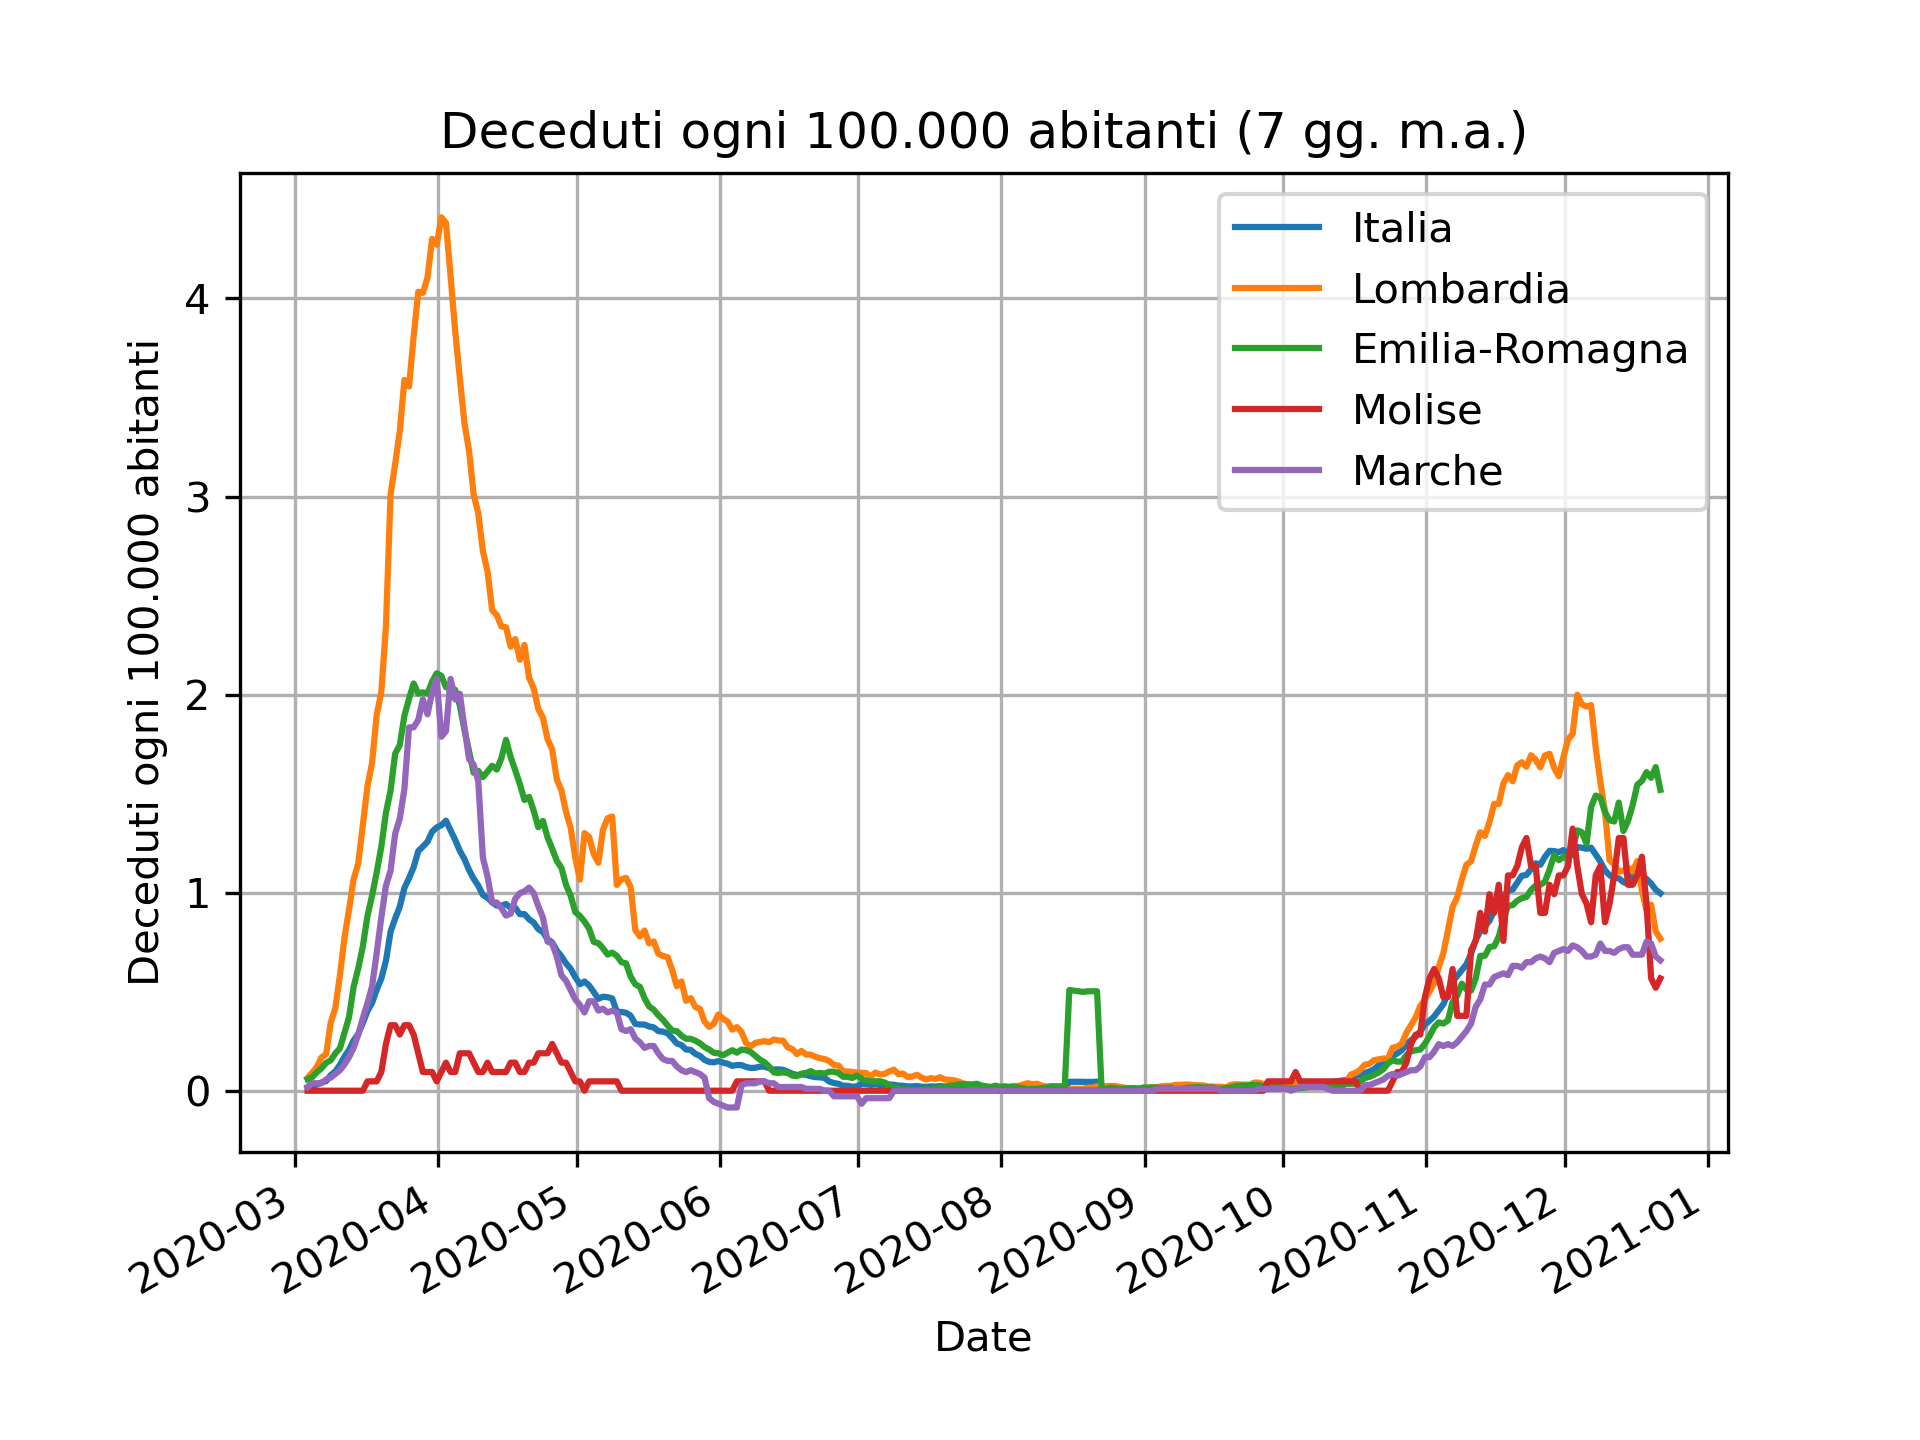 Deceduti ogni 100.000 abitanti (7 gg. m.a.)
Italia
Lombardia
Emilia-Romagna
Molise
Marche
Deceduti ogni 100.000 abitanti
4
3
2
1
0
2020-03
2020-04
2020-05
2020-06
2020-07
2020-08
2020-09
2020-10
2020-11
2020-12
2021-01
Date